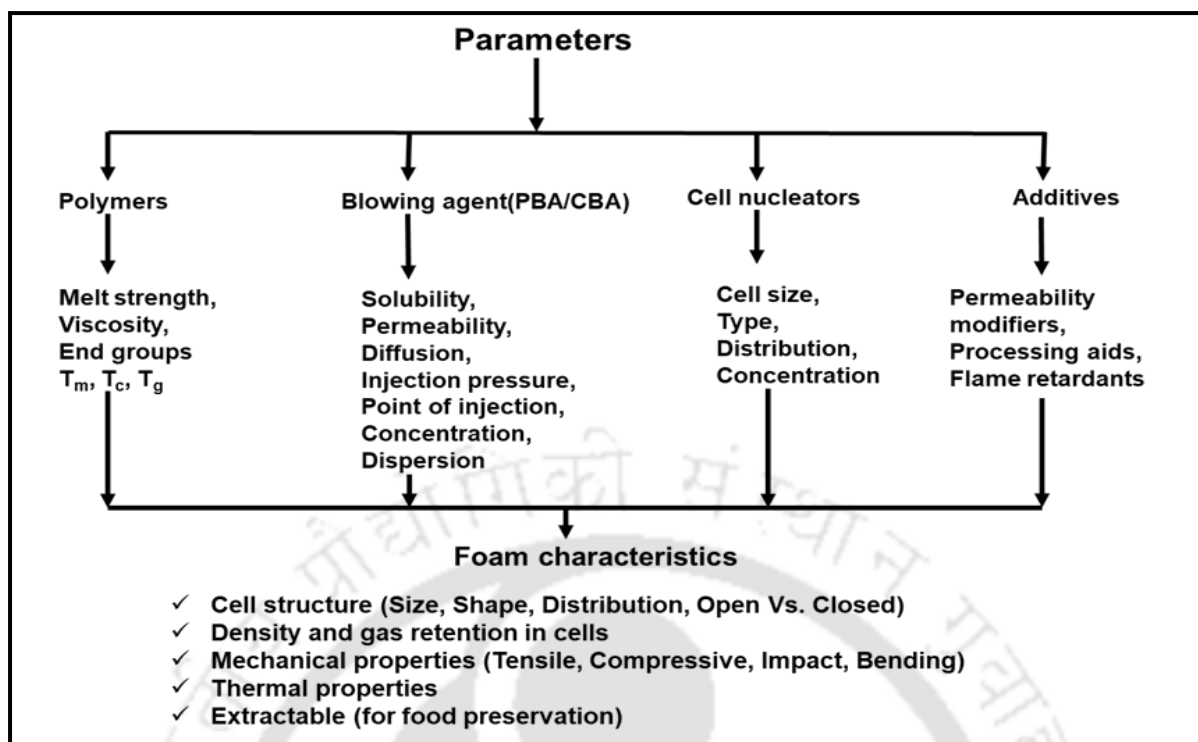 Parameters
Polymers
Blowing agent(PBA/CBA)
Cell nucleators
Additives
Melt strength,
Viscosity,
End groups
Tm, Tc, Tg
Solubility,
Permeability,
Diffusion,
Injection pressure,
Point of injection,
Concentration,
Dispersion
Cell size,
Type,
Distribution,
Concentration
Permeability
modifiers,
Processing aids,
Flame retardants
Foam characteristics
✓ Cell structure (Size, Shape, Distribution, Open Vs. Closed)
✓ Density and gas retention in cells
✓ Mechanical properties (Tensile, Compressive, Impact, Bending)
✓ Thermal properties
✓ Extractable (for food preservation)
प्रौद्योगिकी संस्थान